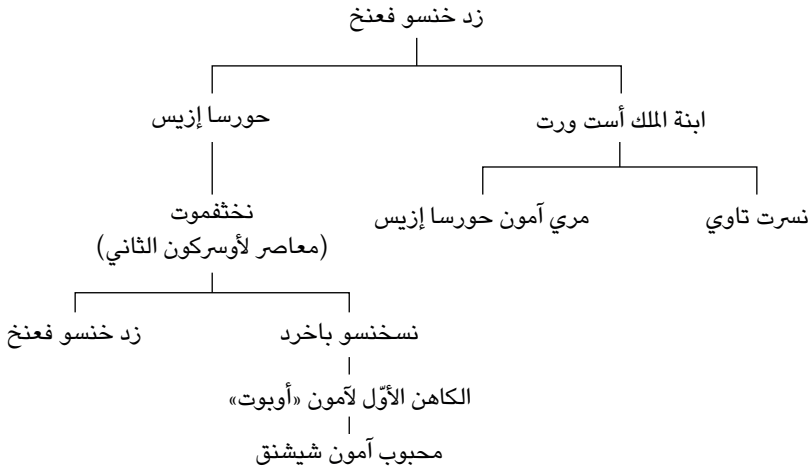 زد خنسو فعنخ
ابنة الملك أست ورت
حورسا إزيس
نسرت تاوي
مري آمون حورسا إزيس
نخثفموت
(معاصر لأوسركون الثاني)
نسخنسو باخرد
زد خنسو فعنخ
الكاهن الأوّل لآمون «أوبوت»
محبوب آمون شيشنق